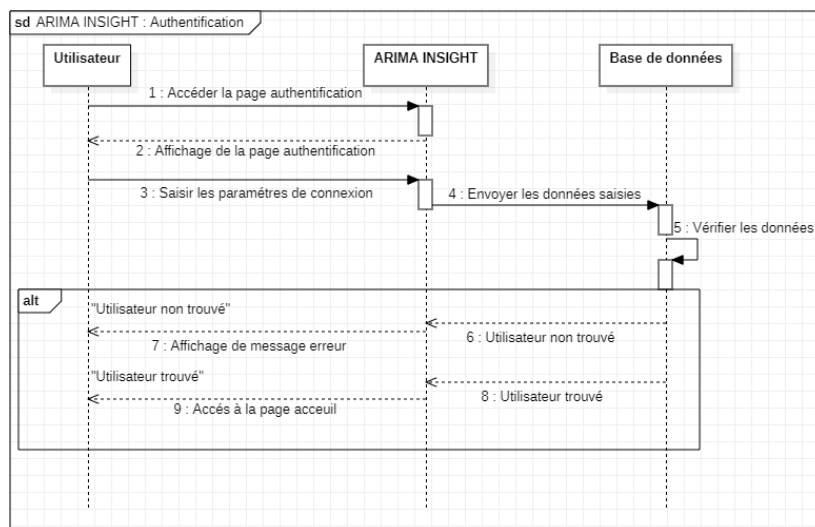 sd ARIMA INSIGHT : Authentification
Utilisateur
ARIMA INSIGHT
Base de données
1 : Accéder la page authentification
2 : Affichage de la page authentification
3 : Saisir les paramétres de connexion
4 : Envoyer les données saisies
5 : Vérifier les données
alt
"Utilisateur non trouvé"
6 : Utilisateur non trouvé
7 : Affichage de message erreur
"Utilisateur trouvé"
8 : Utilisateur trouvé
9 : Accés à la page acceuil